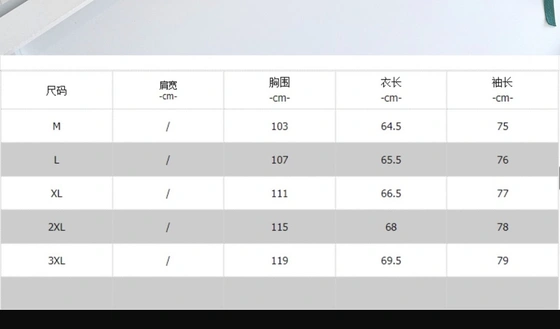 尺码 肩宽 胸围 衣长 袖长
-cm- -cm- -cm- -cm-
M / 103 64.5 75
L / 107 65.5 76
XL / 111 66.5 77
2XL / 115 68 78
3XL / 119 69.5 79